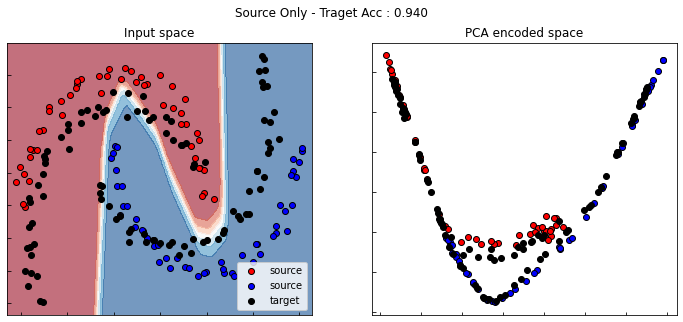 Source Only - Traget Acc : 0.940
Input space
PCA encoded space
source
source
target